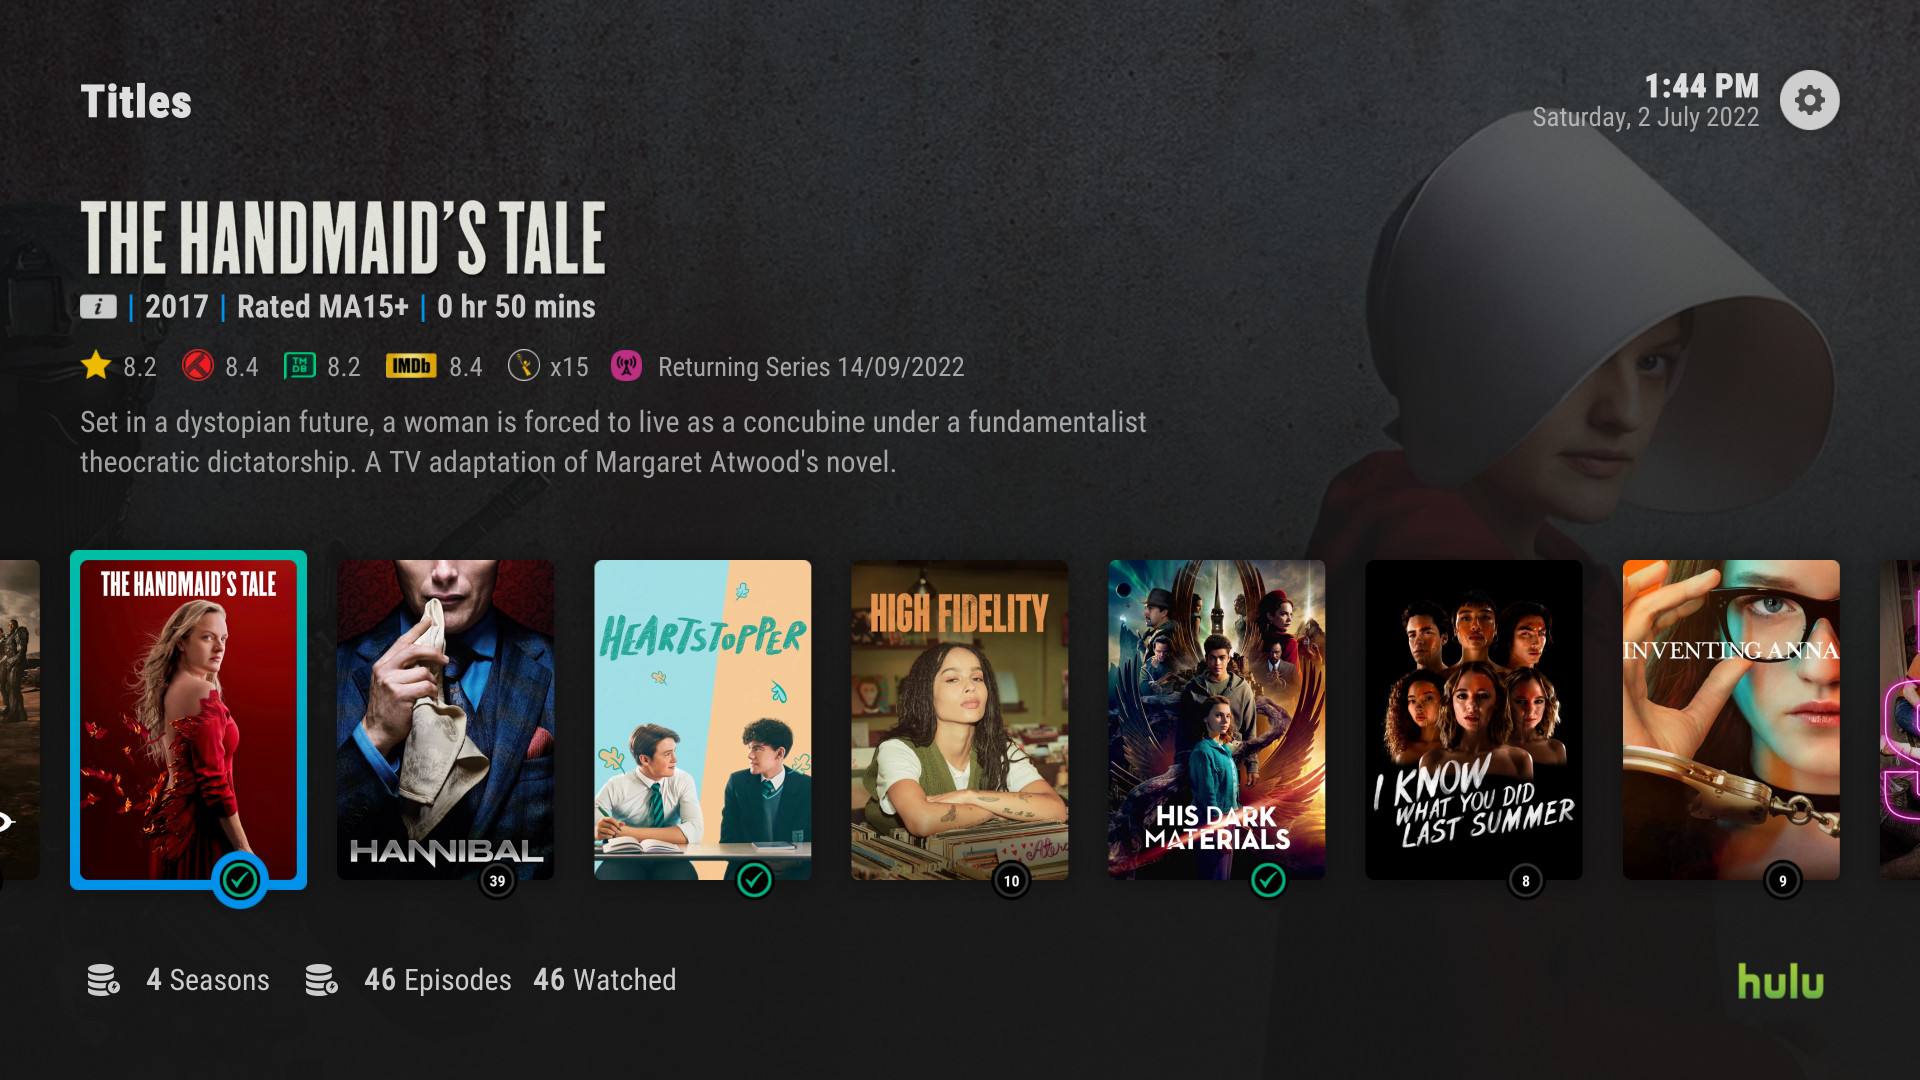 Titles
1:44 PM
Saturday, 2 July 2022
THE HANDMAID'S TALE
i | 2017 | Rated MA15+ | 0 hr 50 mins
8.2 8.4 TMDB 8.2 IMDb 8.4 x15 Returning Series 14/09/2022
Set in a dystopian future, a woman is forced to live as a concubine under a fundamentalist
theocratic dictatorship. A TV adaptation of Margaret Atwood's novel.
THE HANDMAID'S TALE
HANNIBAL
39
HEARTSTOPPER
HIGH FIDELITY
10
HIS DARK
MATERIALS
I KNOW
WHAT YOU DID
LAST SUMMER
8
INVENTING ANNA
9
4 Seasons 46 Episodes 46 Watched
hulu